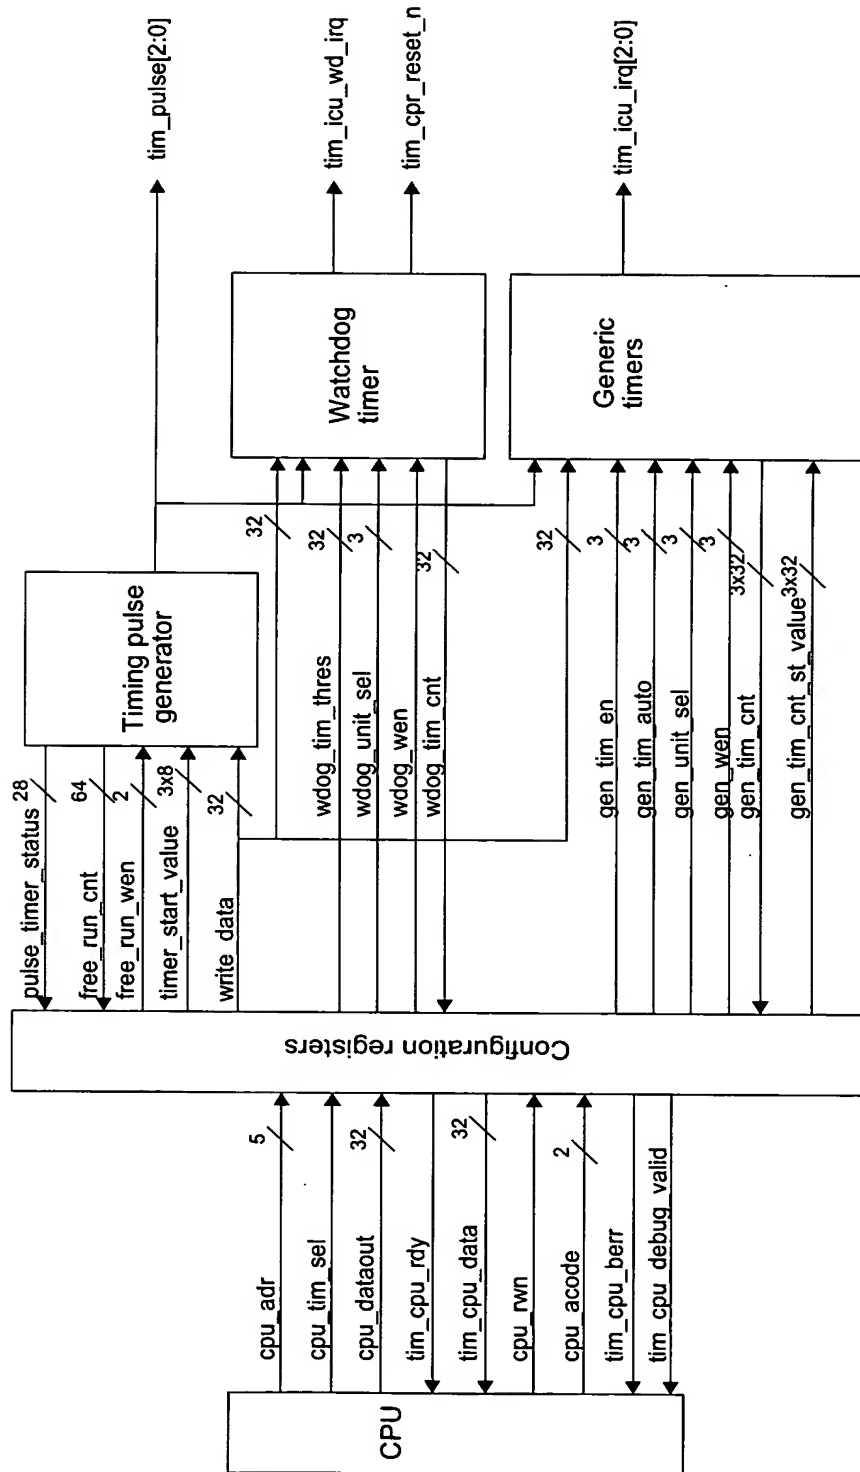 tim_pulse[2:0]
tim_icu_wd_irq
tim_cpr_reset_n
tim_icu_irq[2:0]
Timing pulse
generator
Watchdog
timer
Generic
timers
pulse_timer_status
28
free_run_cnt
64
free_run_wen
2
timer_start_value
3x8
write_data
32
32
wdog_tim_thres
32
wdog_unit_sel
3
wdog_wen
wdog_tim_cnt
32
32
gen_tim_en
3
gen_tim_auto
3
gen_unit_sel
3
gen_wen
3
gen_tim_cnt
3x32
gen_tim_cnt_st_value
3x32
Configuration registers
cpu_adr
5
cpu_tim_sel
cpu_dataout
32
tim_cpu_rdy
tim_cpu_data
32
cpu_rwn
cpu_acode
2
tim_cpu_berr
tim_cpu_debug_valid
CPU